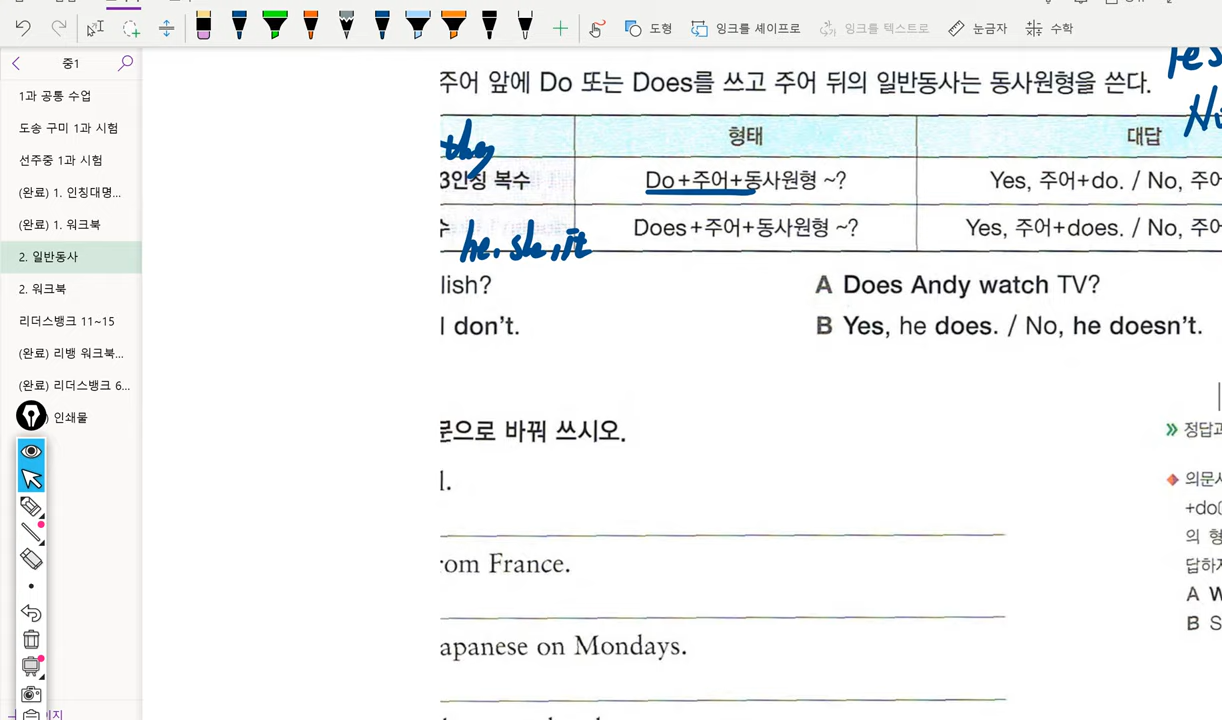 도형 잉크를 셰이프로 잉크를 텍스트로 눈금자 수학
중1
1과 공통 수업
도송 구미 1과 시험
선주중 1과 시험
(완료) 1. 인칭대명...
(완료) 1. 워크북
2. 일반동사
2. 워크북
리더스뱅크 11~15
(완료) 리뱅 워크북...
(완료) 리더스뱅크 6...
인쇄물
주어 앞에 Do 또는 Does를 쓰고 주어 뒤의 일반동사는 동사원형을 쓴다.
형태 대답
they
3인칭 복수 Do+주어+동사원형 ~? Yes, 주어+do. / No, 주어
he, she, it Does+주어+동사원형 ~? Yes, 주어+does. / No, 주어
lish? A Does Andy watch TV?
I don't. B Yes, he does. / No, he doesn't.
문으로 바꿔 쓰시오.
l.
정답과
의문사
+do
의 형
답하
A W
B S
rom France.
apanese on Mondays.